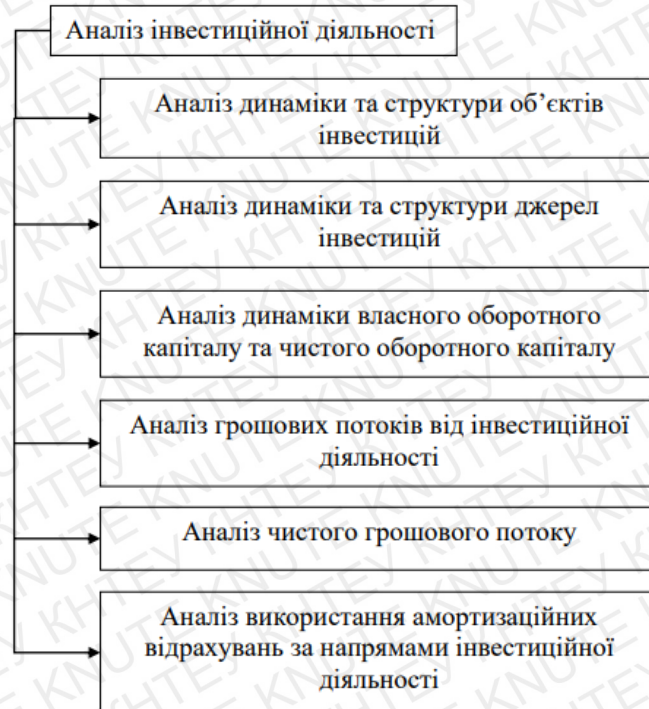 Аналіз інвестиційної діяльності
Аналіз динаміки та структури об’єктів
інвестицій
Аналіз динаміки та структури джерел
інвестицій
Аналіз динаміки власного оборотного
капіталу та чистого оборотного капіталу
Аналіз грошових потоків від інвестиційної
діяльності
Аналіз чистого грошового потоку
Аналіз використання амортизаційних
відрахувань за напрямами інвестиційної
діяльності